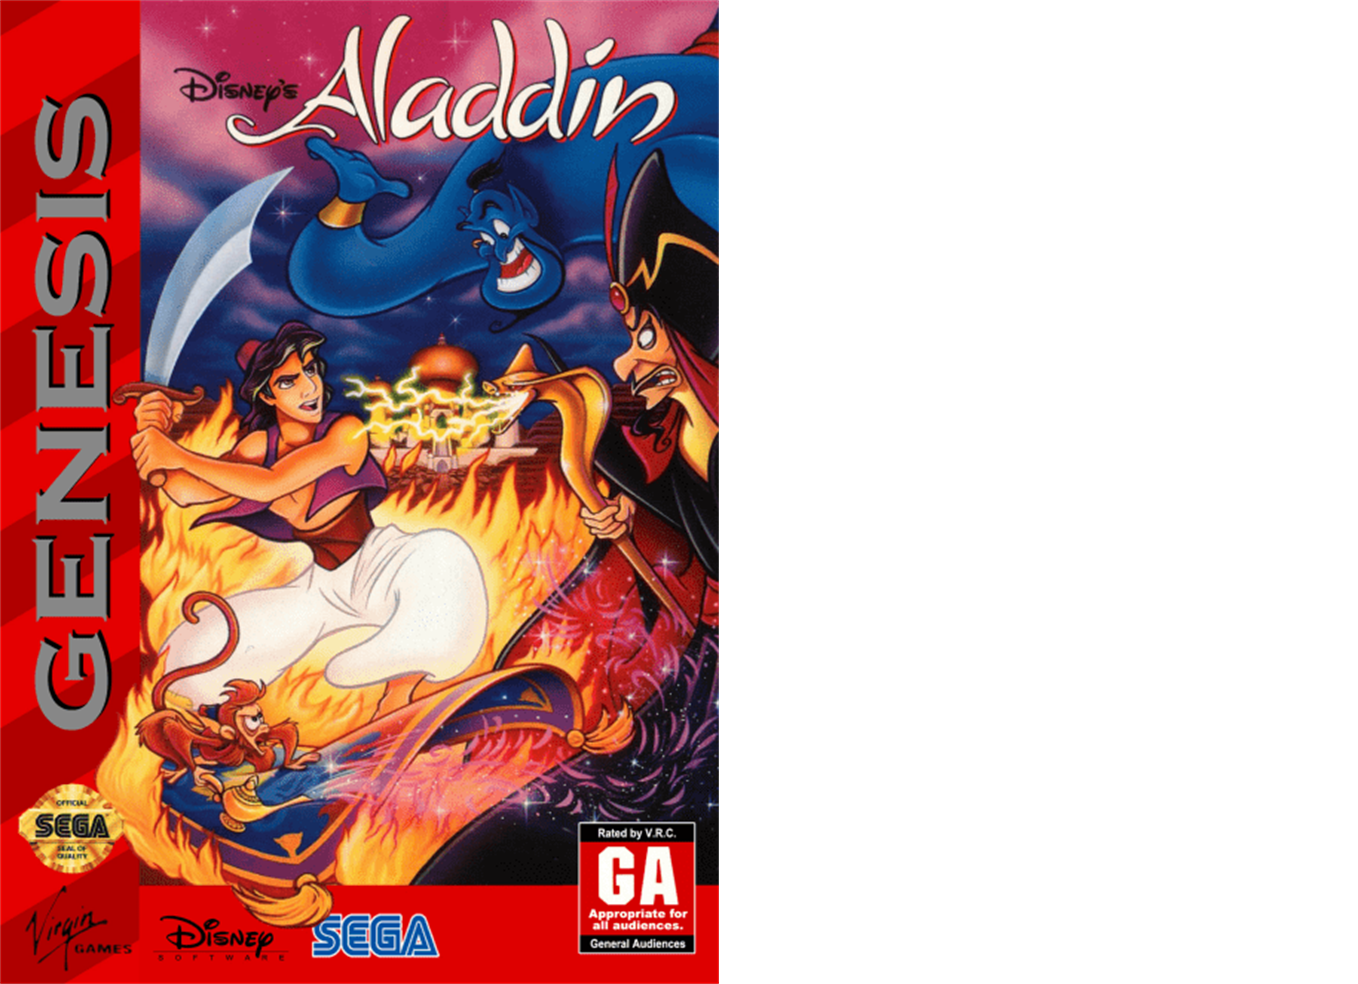 GENESIS
Disney's Aladdin
OFFICIAL
SEGA
SEAL OF
QUALITY
Virgin
GAMES
Disney
SOFTWARE
SEGA
Rated by V.R.C.
GA
Appropriate for
all audiences.
General Audiences